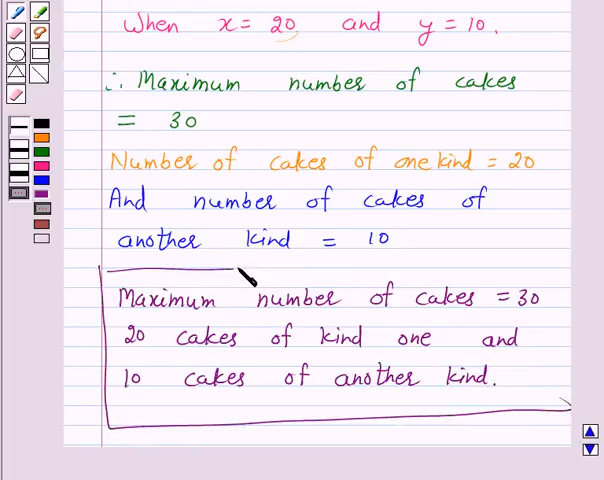 When x = 20 and y = 10.
∴ Maximum number of cakes
= 30
Number of cakes of one kind = 20
And number of cakes of
another kind = 10
Maximum number of cakes = 30
20 cakes of kind one and
10 cakes of another kind.